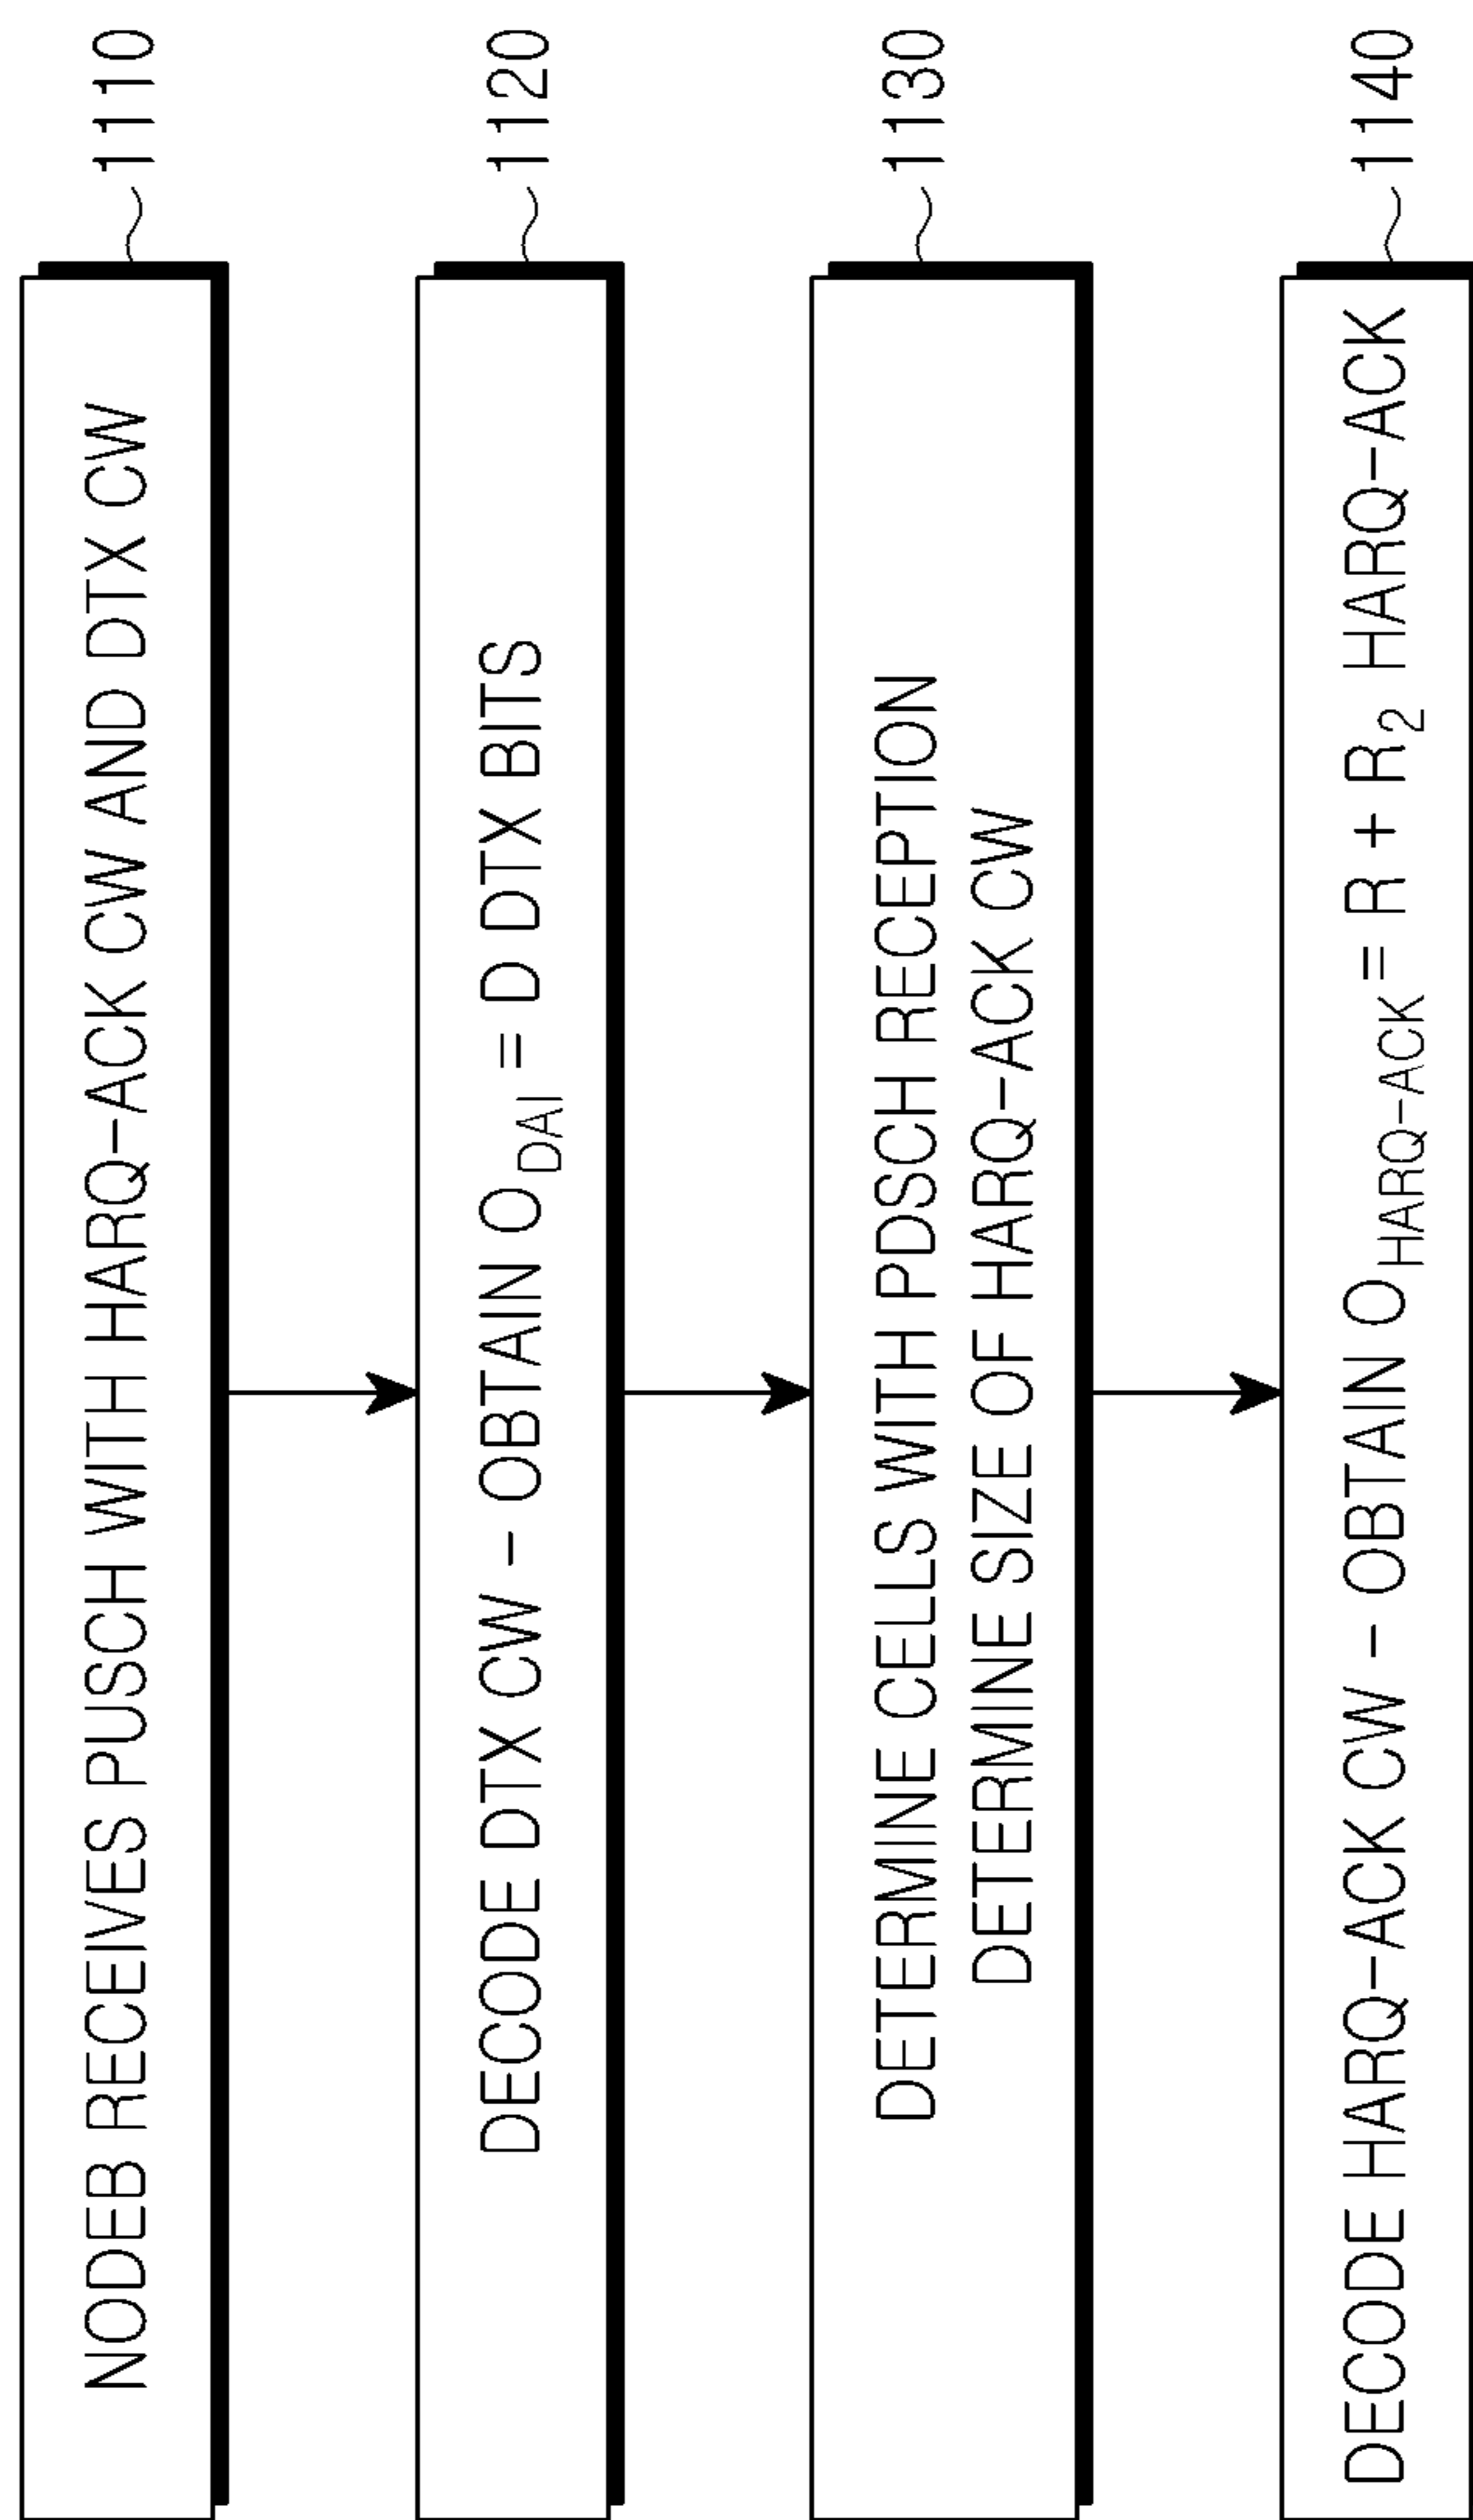 NODEB RECEIVES PUSCH WITH HARQ-ACK CW AND DTX CW
1110
DECODE DTX CW - OBTAIN O_DAI = D DTX BITS
1120
DETERMINE CELLS WITH PDSCH RECEPTION
DETERMINE SIZE OF HARQ-ACK CW
1130
DECODE HARQ-ACK CW - OBTAIN O_HARQ-ACK = R + R_2 HARQ-ACK
1140